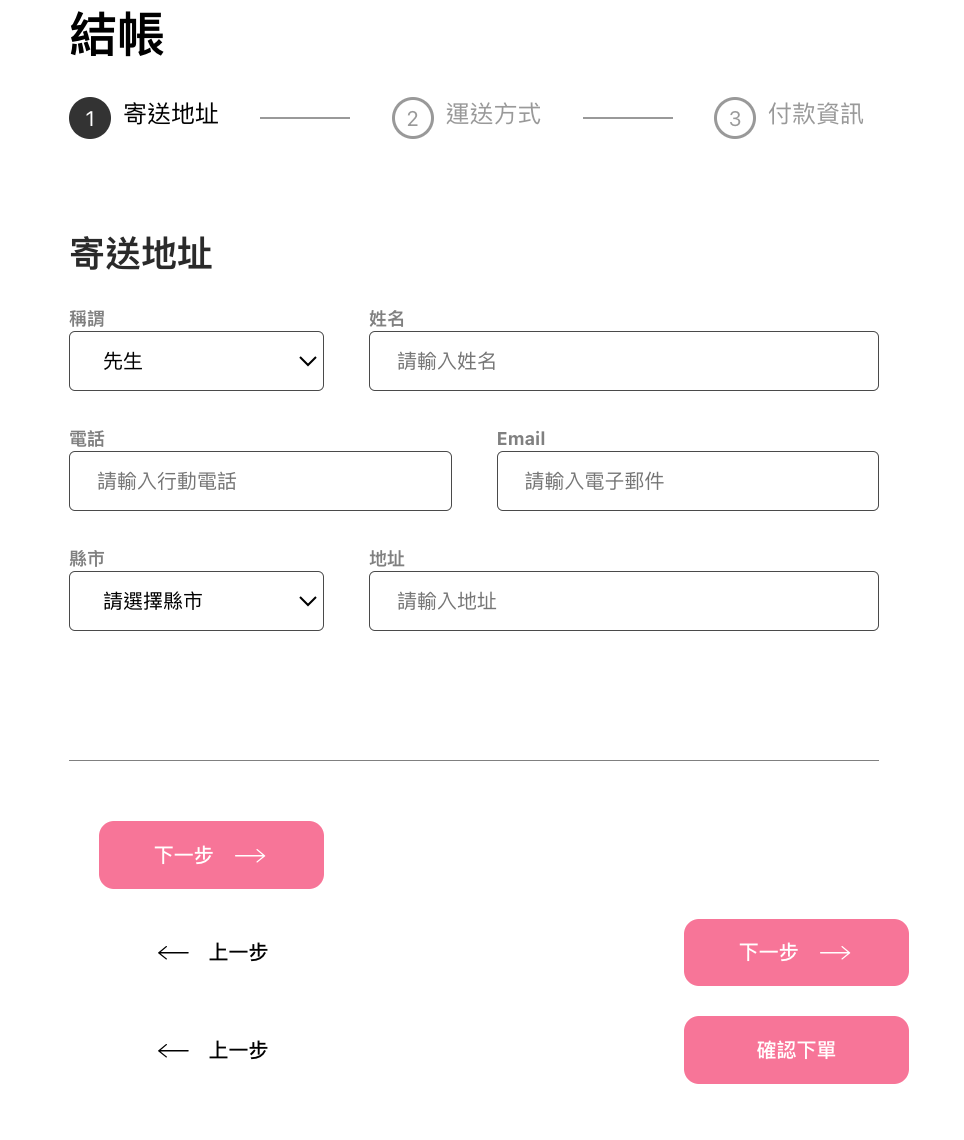 結帳
1 寄送地址 2 運送方式 3 付款資訊
寄送地址
稱謂 姓名
先生 請輸入姓名
電話 Email
請輸入行動電話 請輸入電子郵件
縣市 地址
請選擇縣市 請輸入地址
下一步
上一步 下一步
上一步 確認下單